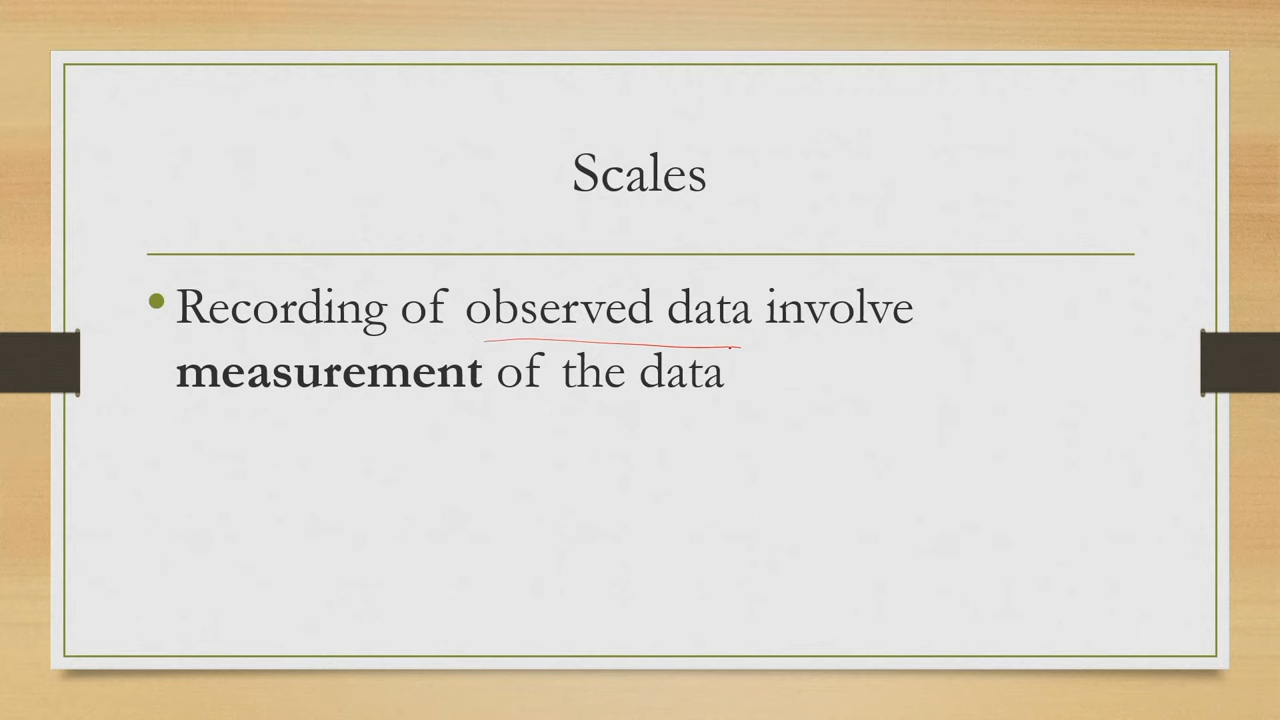 Scales
• Recording of observed data involve
measurement of the data